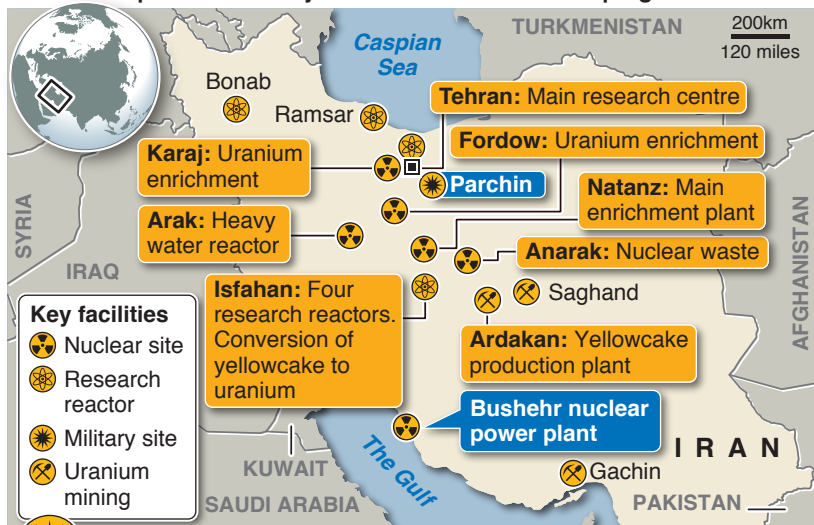 TURKMENISTAN
200km
120 miles
Caspian
Sea
Bonab
Ramsar
Tehran: Main research centre
Fordow: Uranium enrichment
Karaj: Uranium
enrichment
Parchin
Natanz: Main
enrichment plant
SYRIA
Arak: Heavy
water reactor
Anarak: Nuclear waste
AFGHANISTAN
IRAQ
Isfahan: Four
research reactors.
Conversion of
yellowcake to
uranium
Saghand
Ardakan: Yellowcake
production plant
Key facilities
Nuclear site
Research
reactor
Military site
Uranium
mining
Bushehr nuclear
power plant
IRAN
The Gulf
KUWAIT
Gachin
SAUDI ARABIA
PAKISTAN